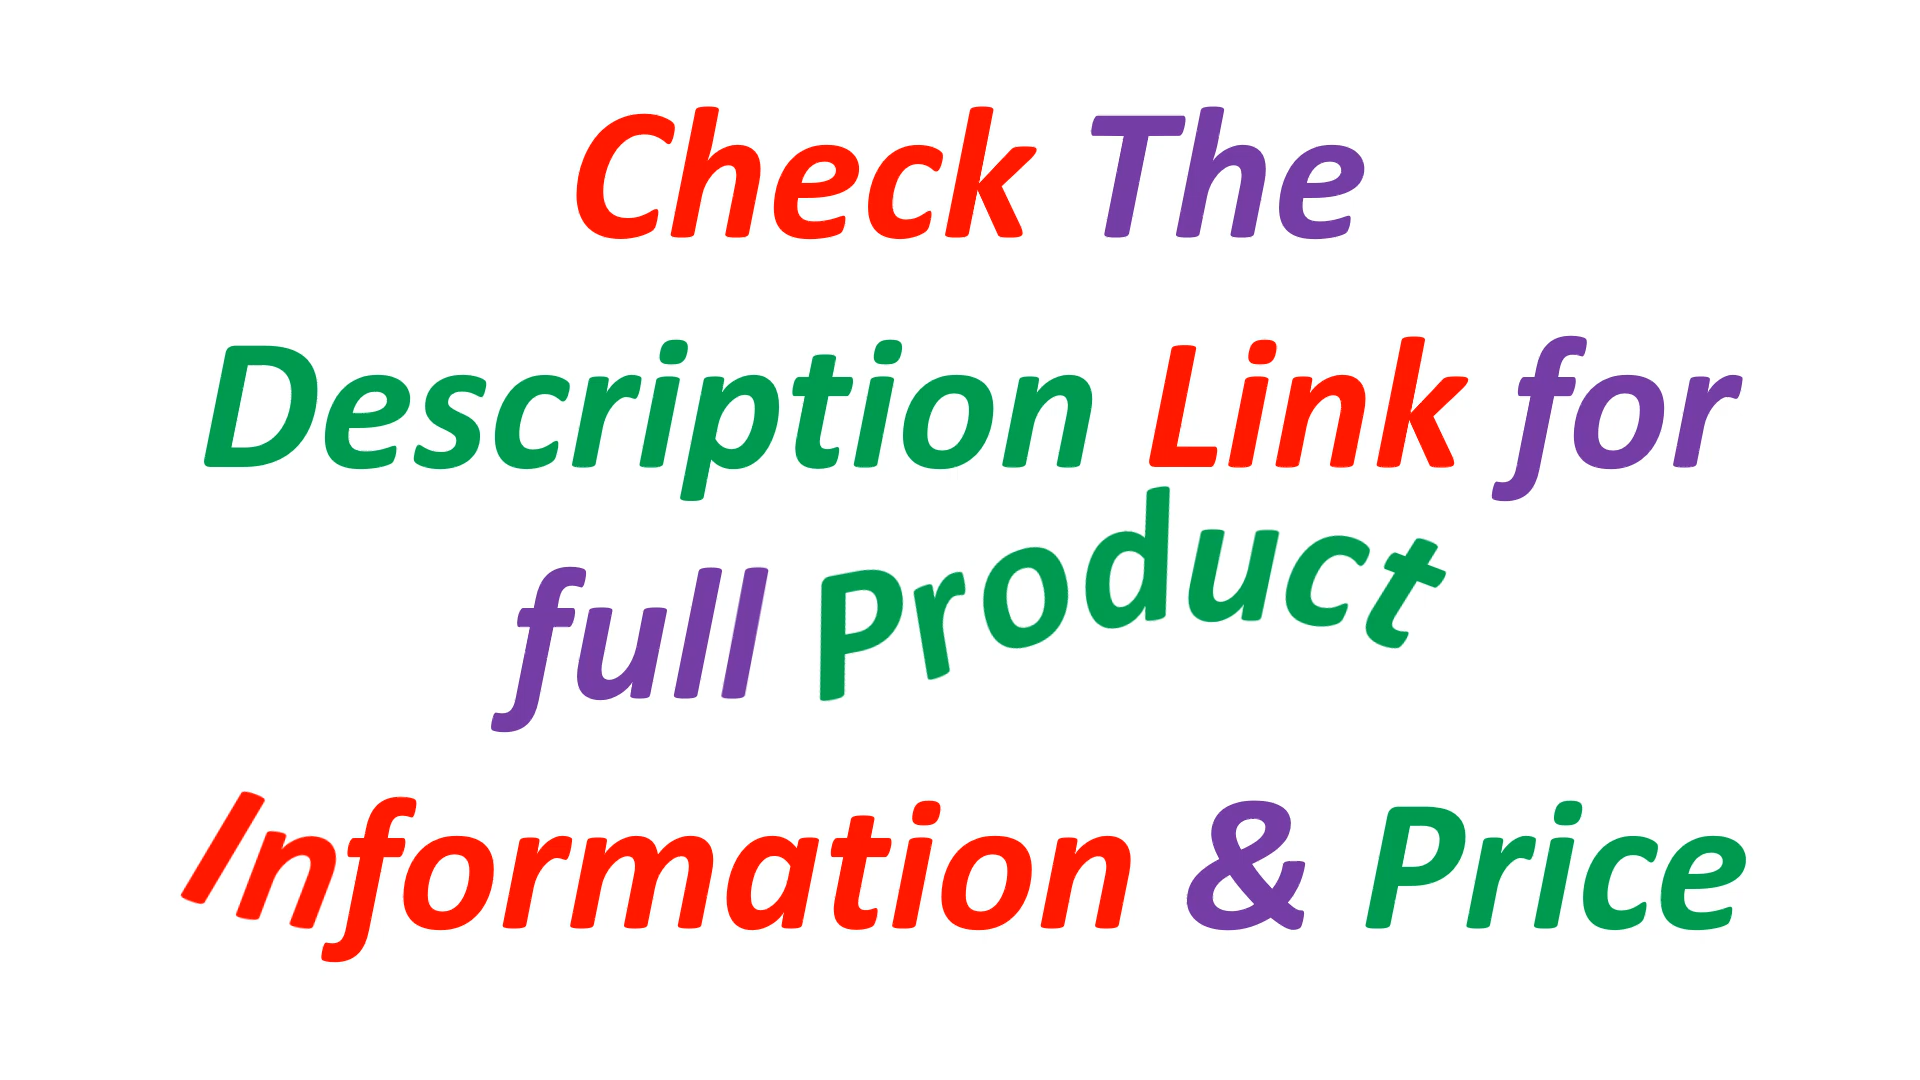 Check The
Description Link for
full Product
Information & Price